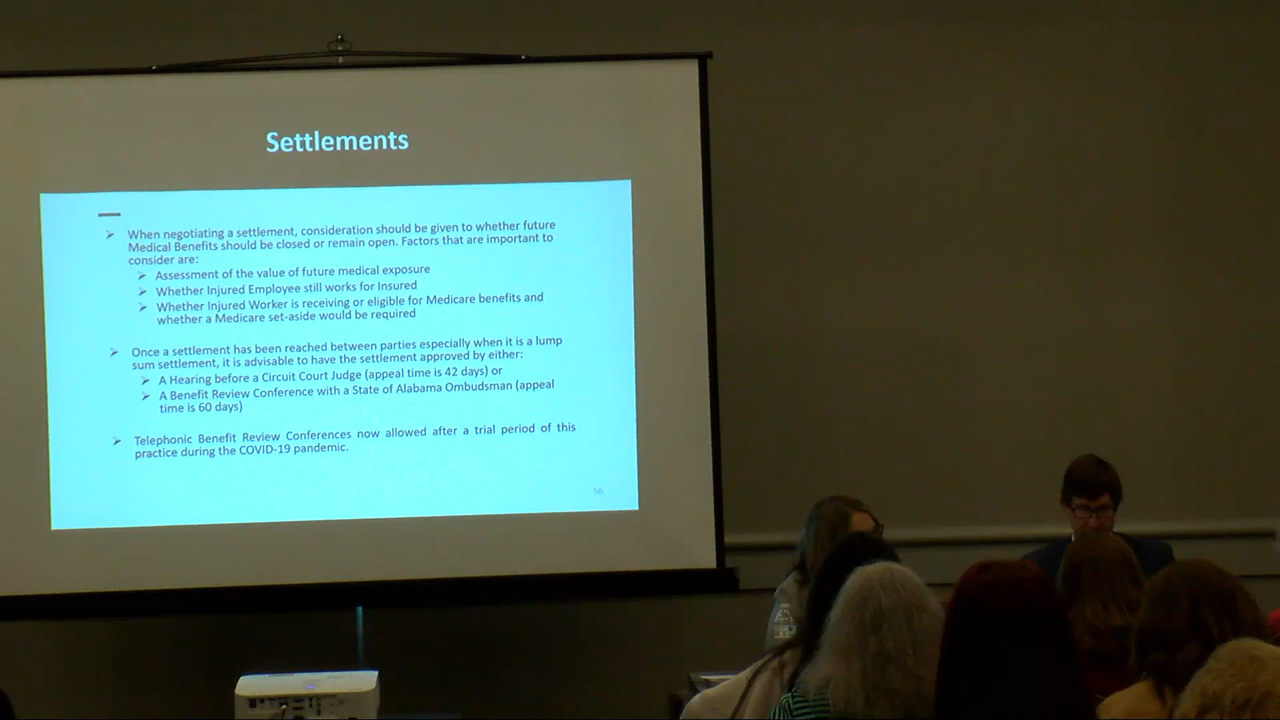 Settlements
When negotiating a settlement, consideration should be given to whether future
Medical Benefits should be closed or remain open. Factors that are important to
consider are:
Assessment of the value of future medical exposure
Whether Injured Employee still works for Insured
Whether Injured Worker is receiving or eligible for Medicare benefits and
whether a Medicare set-aside would be required
Once a settlement has been reached between parties especially when it is a lump
sum settlement, it is advisable to have the settlement approved by either:
A Hearing before a Circuit Court Judge (appeal time is 42 days) or
A Benefit Review Conference with a State of Alabama Ombudsman (appeal
time is 60 days)
Telephonic Benefit Review Conferences now allowed after a trial period of this
practice during the COVID-19 pandemic.
56